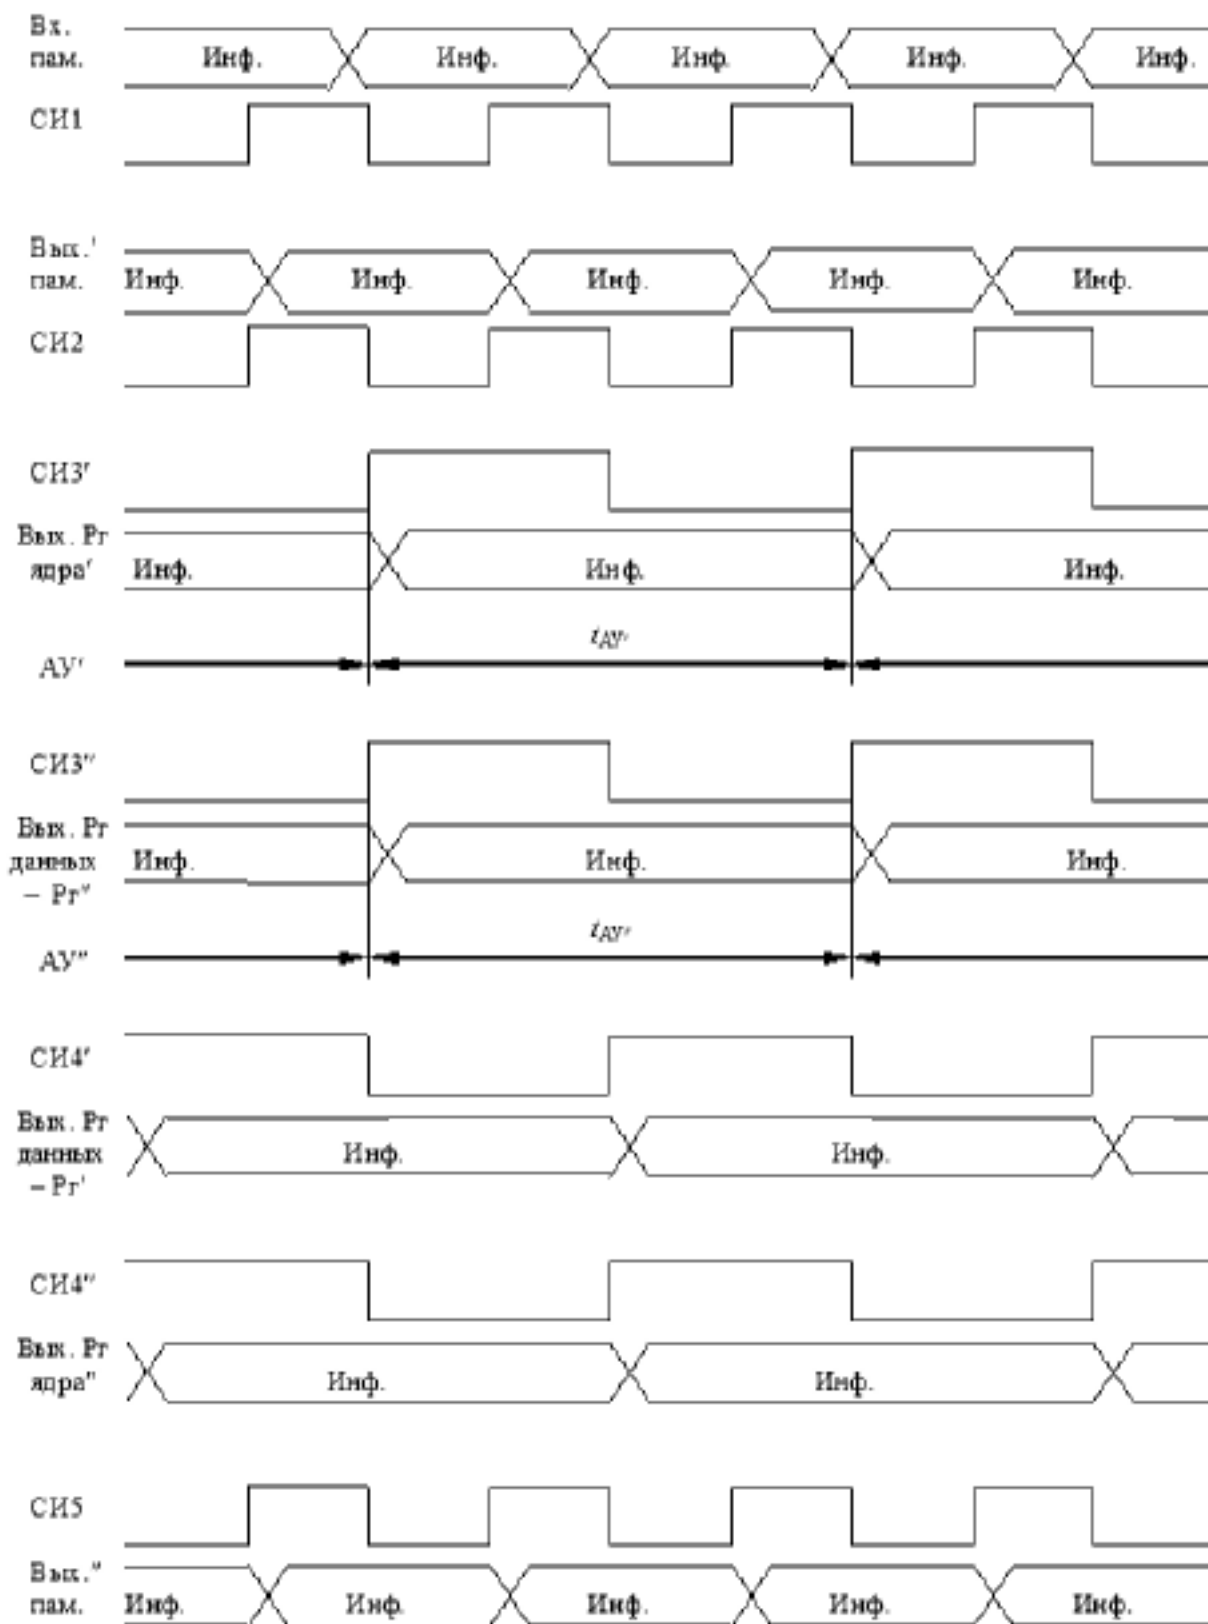 Вх.
пам.
Инф. Инф. Инф. Инф. Инф.
СИ1
Вых.'
пам.
Инф. Инф. Инф. Инф. Инф.
СИ2
СИ3'
Вых. Рг
ядра'
Инф. Инф. Инф.
tАУ'
АУ'
СИ3"
Вых. Рг
данных
– Рг"
Инф. Инф. Инф.
tАУ"
АУ"
СИ4'
Вых. Рг
данных
– Рг'
Инф. Инф.
СИ4"
Вых. Рг
ядра"
Инф. Инф.
СИ5
Вых."
пам.
Инф. Инф. Инф. Инф. Инф.